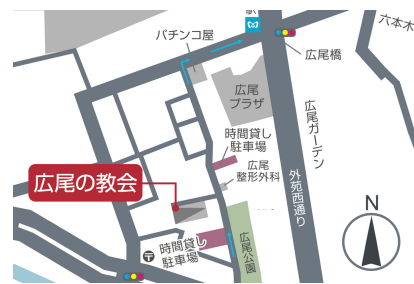 駅
パチンコ屋
広尾橋
六本木
広尾
プラザ
広尾ガーデン
時間貸し
駐車場
広尾
整形外科
外苑西通り
広尾の教会
N
時間貸し
駐車場
広尾公園